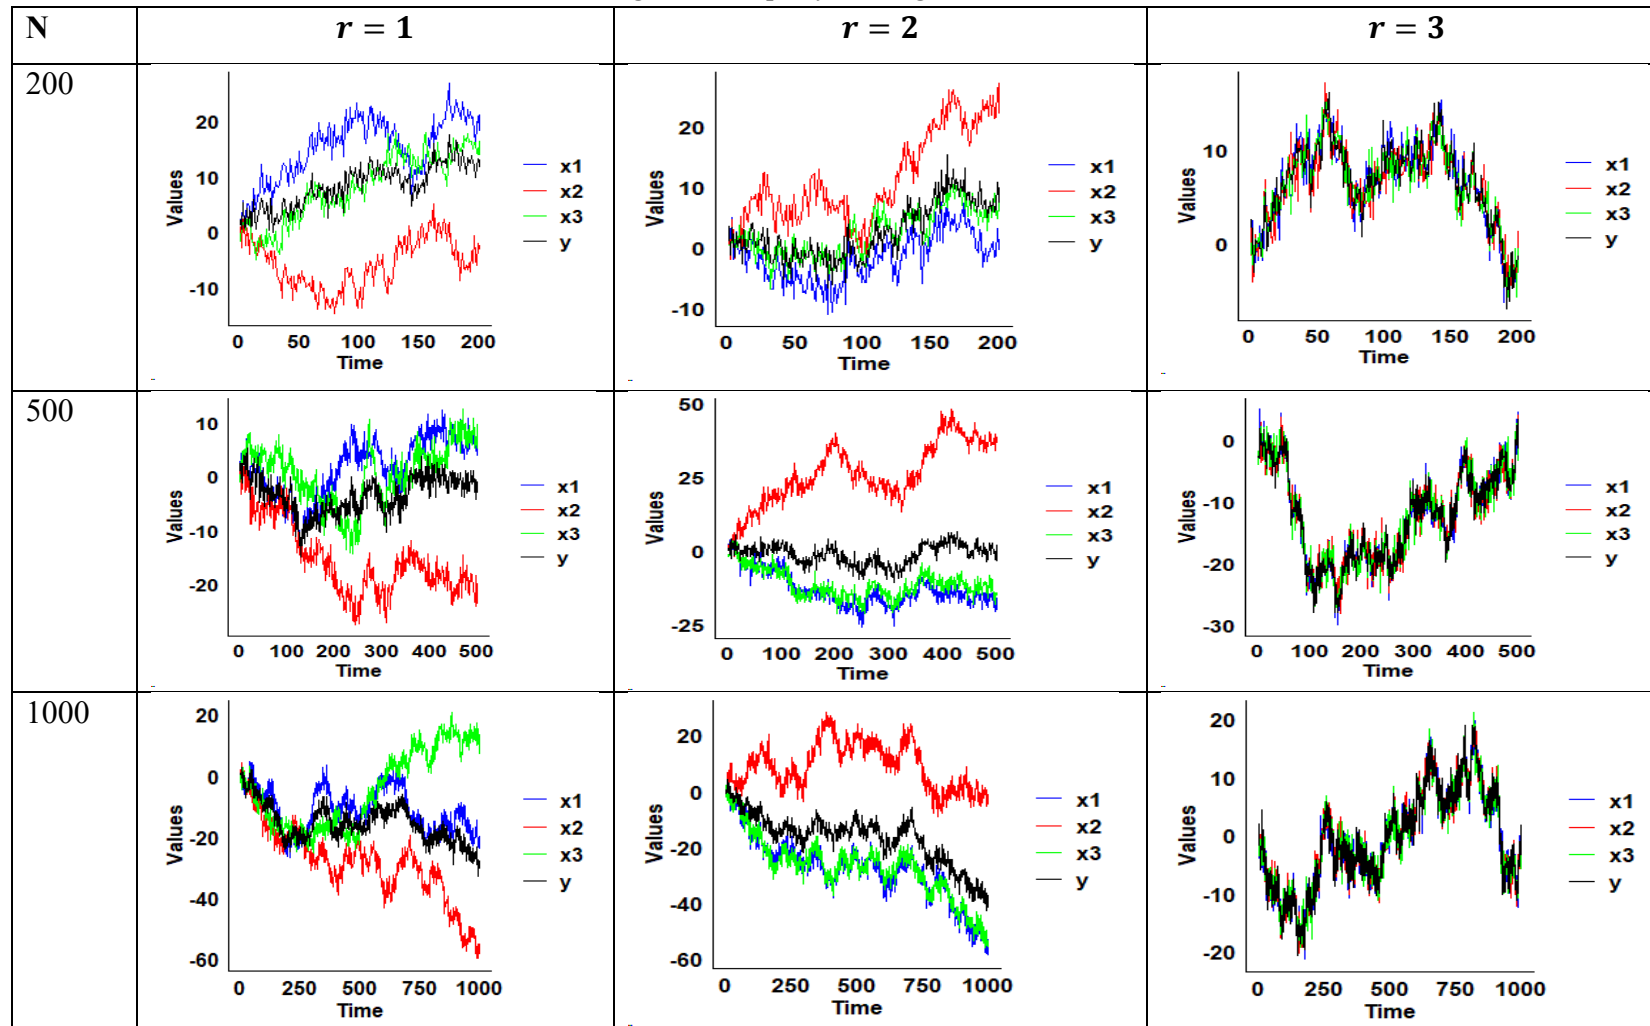 N r = 1 r = 2 r = 3
200
Values
20
10
0
-10
0 50 100 150 200
Time
x1
x2
x3
y
Values
20
10
0
-10
0 50 100 150 200
Time
x1
x2
x3
y
Values
10
0
0 50 100 150 200
Time
x1
x2
x3
y
500
Values
10
0
-10
-20
0 100 200 300 400 500
Time
x1
x2
x3
y
Values
50
25
0
-25
0 100 200 300 400 500
Time
x1
x2
x3
y
Values
0
-10
-20
-30
0 100 200 300 400 500
Time
x1
x2
x3
y
1000
Values
20
0
-20
-40
-60
0 250 500 750 1000
Time
x1
x2
x3
y
Values
20
0
-20
-40
-60
0 250 500 750 1000
Time
x1
x2
x3
y
Values
20
10
0
-10
-20
0 250 500 750 1000
Time
x1
x2
x3
y